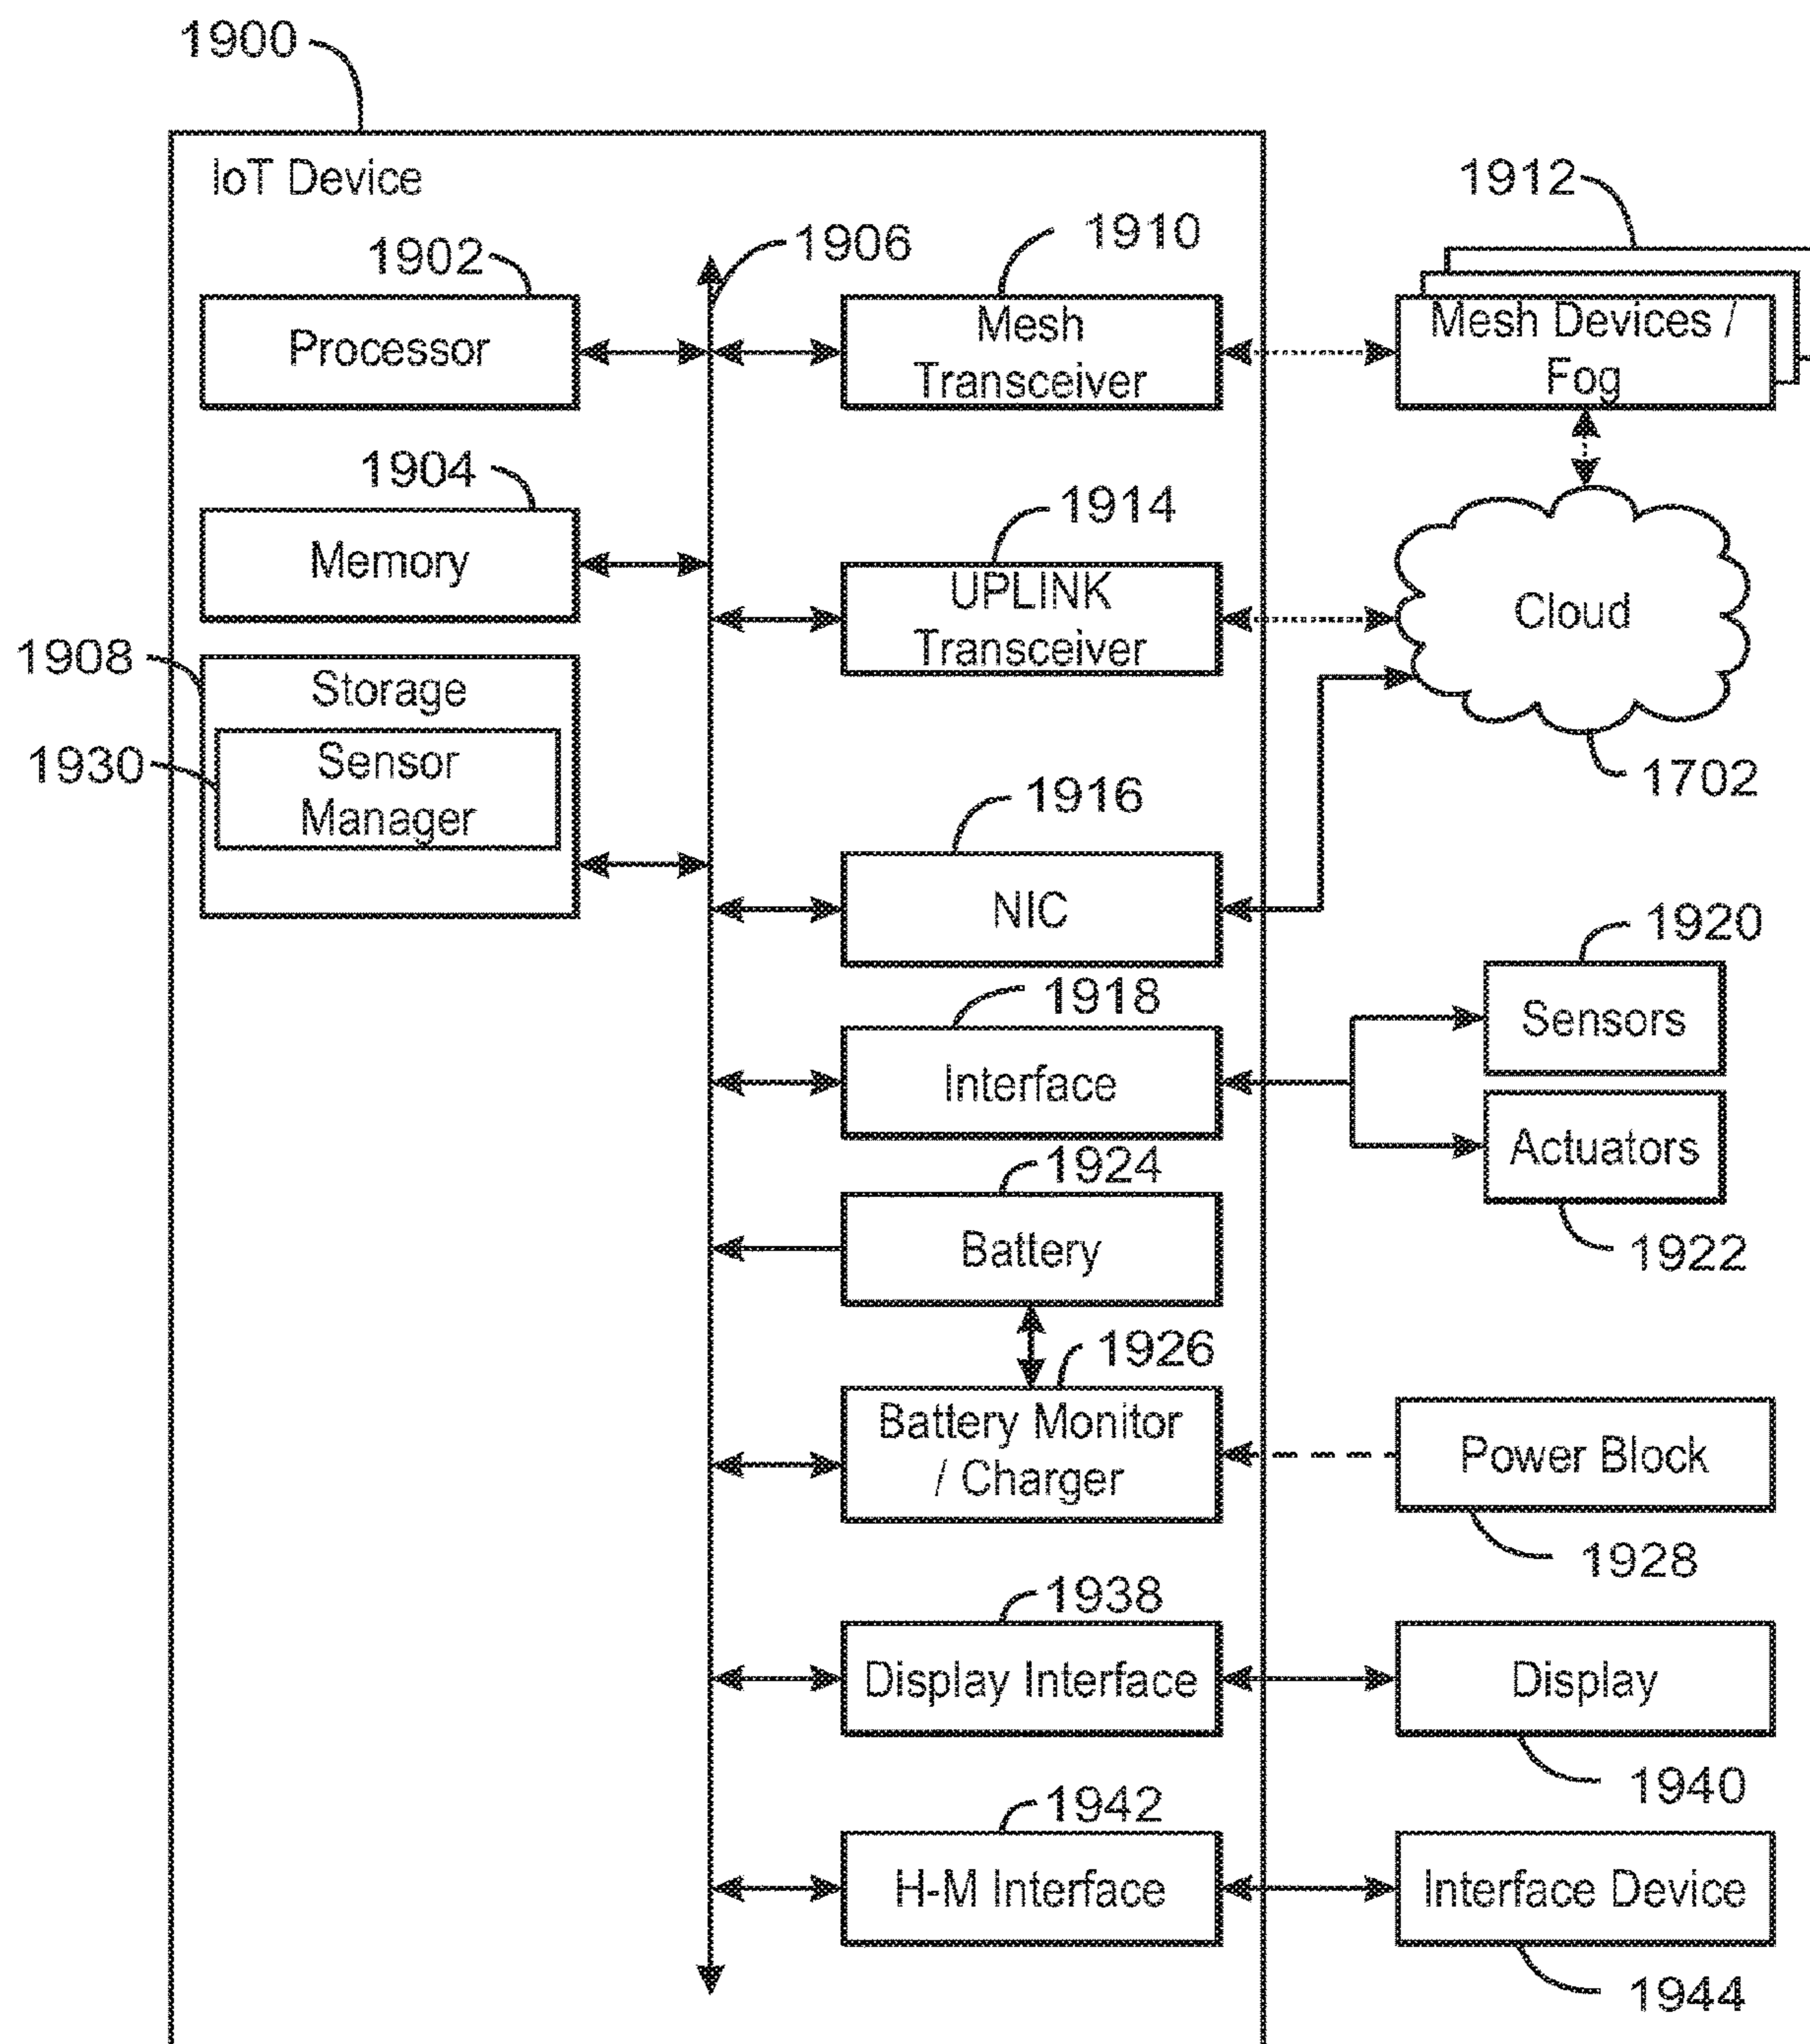 1900
IoT Device
1912
1902
1906
1910
Processor
Mesh
Transceiver
Mesh Devices /
Fog
1904
1914
Memory
UPLINK
Transceiver
Cloud
1908
Storage
1930
Sensor
Manager
1702
1916
NIC
1920
Sensors
1918
Interface
Actuators
1922
1924
Battery
1926
Battery Monitor
/ Charger
Power Block
1928
1938
Display Interface
Display
1940
1942
H-M Interface
Interface Device
1944